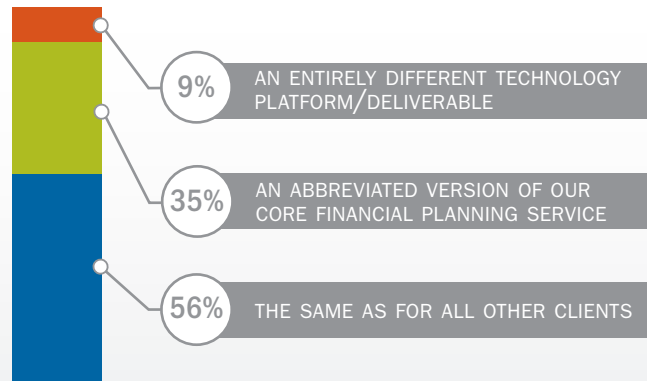 9%
AN ENTIRELY DIFFERENT TECHNOLOGY
PLATFORM/DELIVERABLE
35%
AN ABBREVIATED VERSION OF OUR
CORE FINANCIAL PLANNING SERVICE
56%
THE SAME AS FOR ALL OTHER CLIENTS